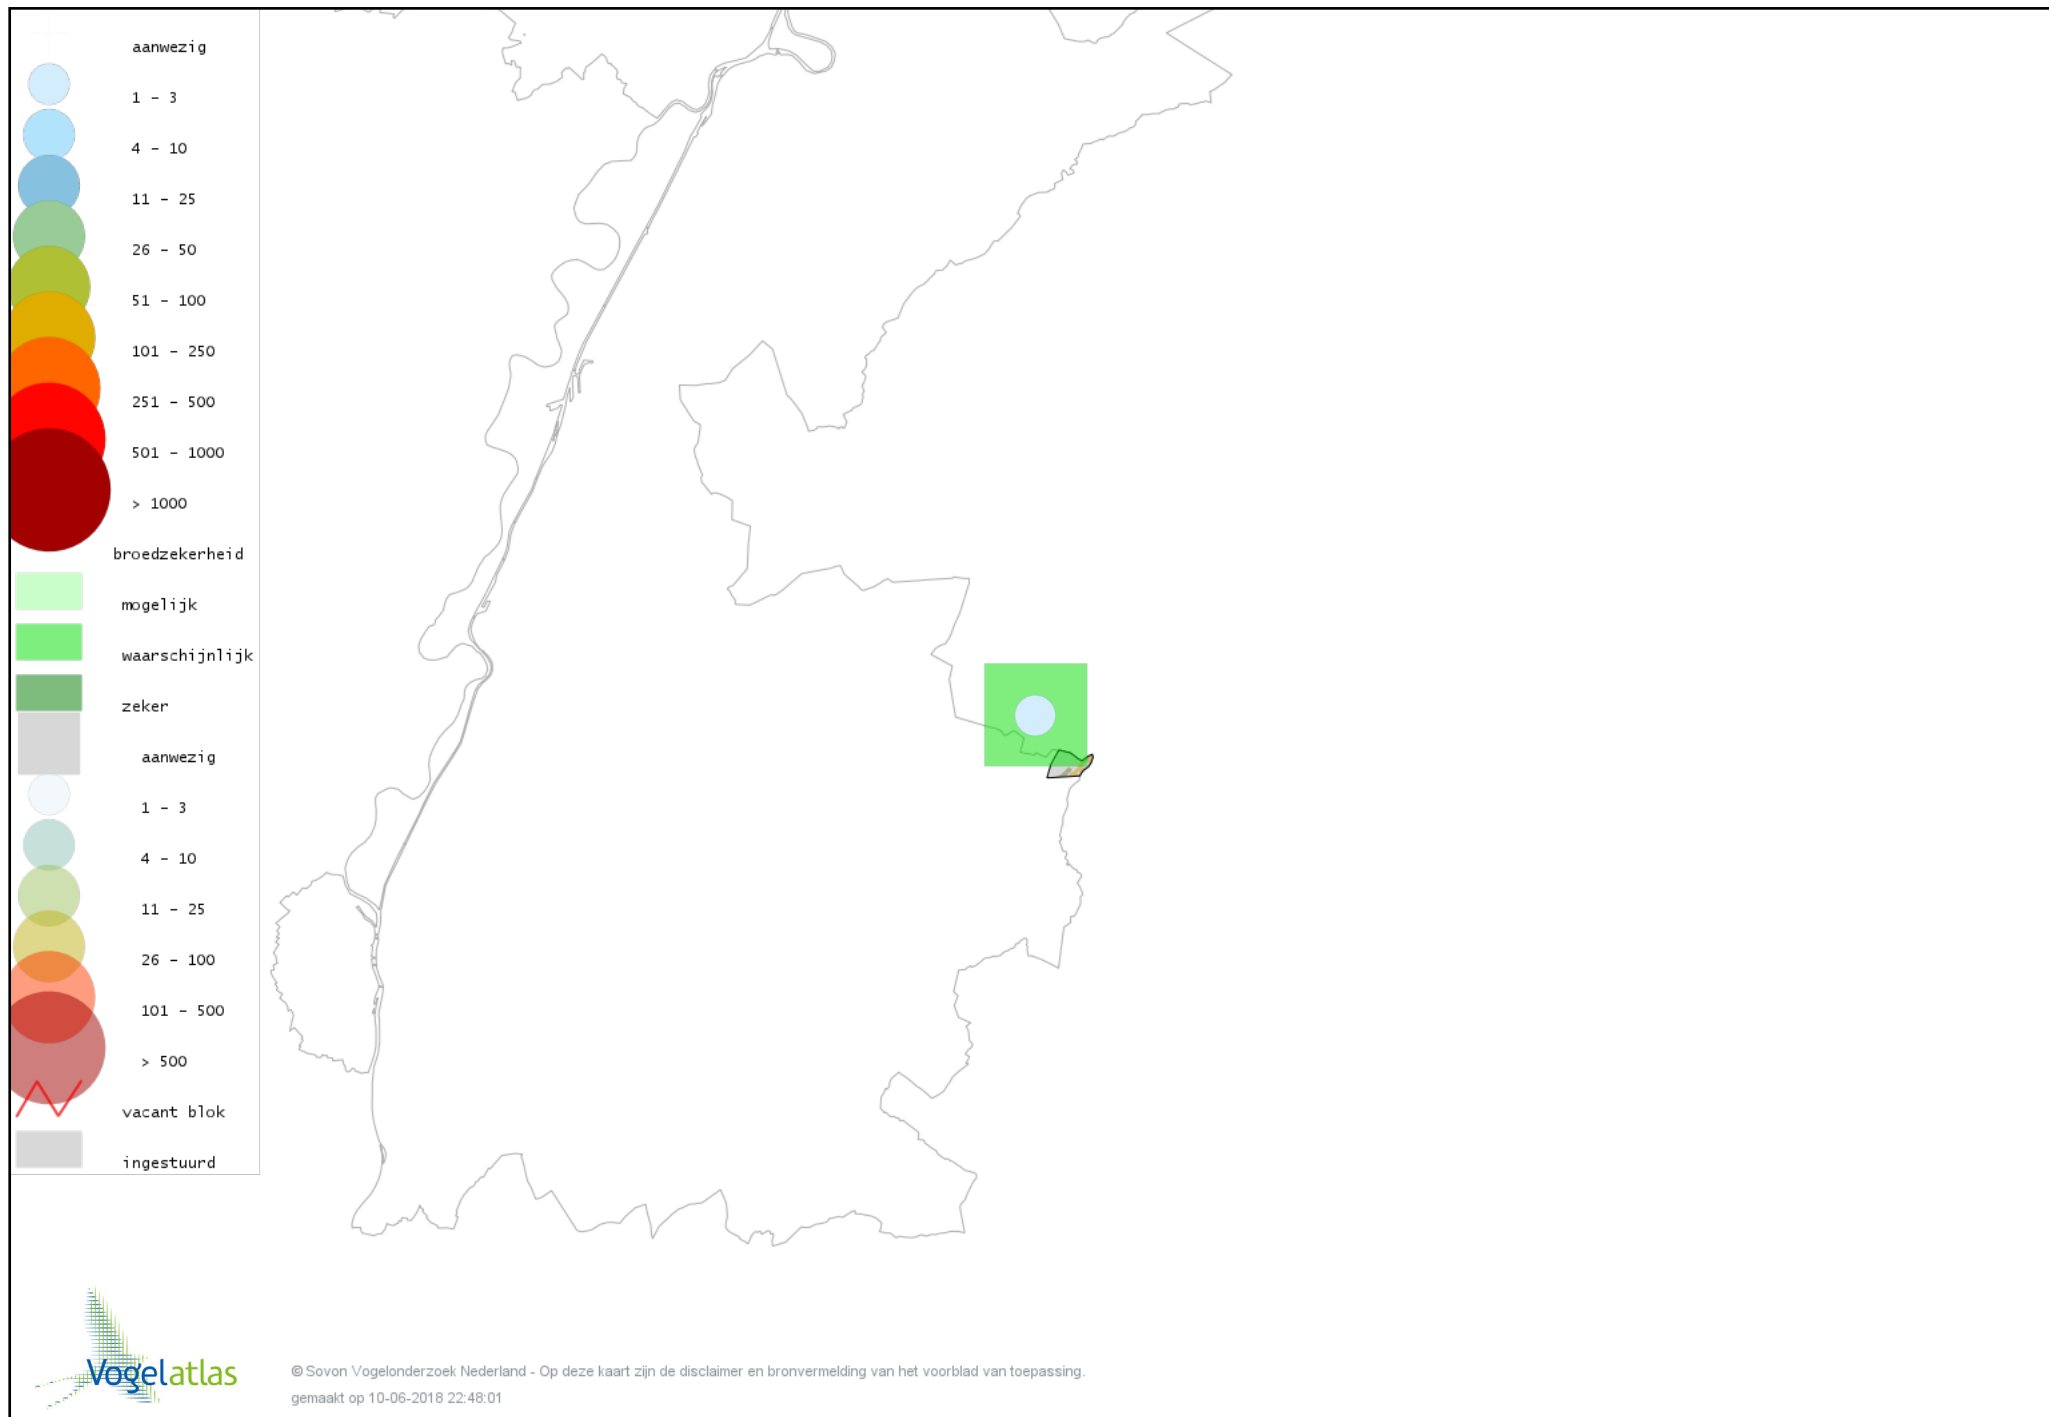 aanwezig
1 - 3
4 - 10
11 - 25
26 - 50
51 - 100
101 - 250
251 - 500
501 - 1000
> 1000
broedzekerheid
mogelijk
waarschijnlijk
zeker
aanwezig
1 - 3
4 - 10
11 - 25
26 - 100
101 - 500
> 500
vacant blok
ingestuurd
Vogelatlas
© Sovon Vogelonderzoek Nederland - Op deze kaart zijn de disclaimer en bronvermelding van het voorblad van toepassing.
gemaakt op 10-06-2018 22:48:01